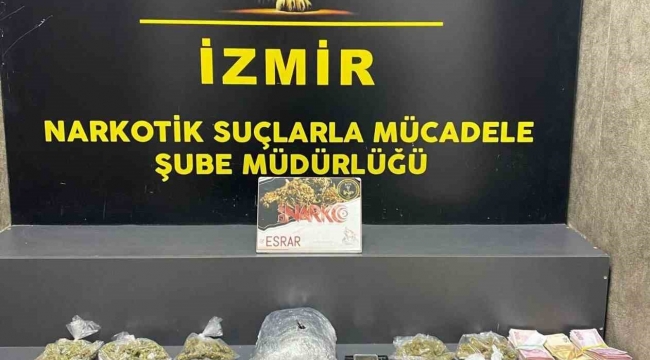 İZMİR
NARKOTİK SUÇLARLA MÜCADELE
ŞUBE MÜDÜRLÜĞÜ
NARKO
ESRAR